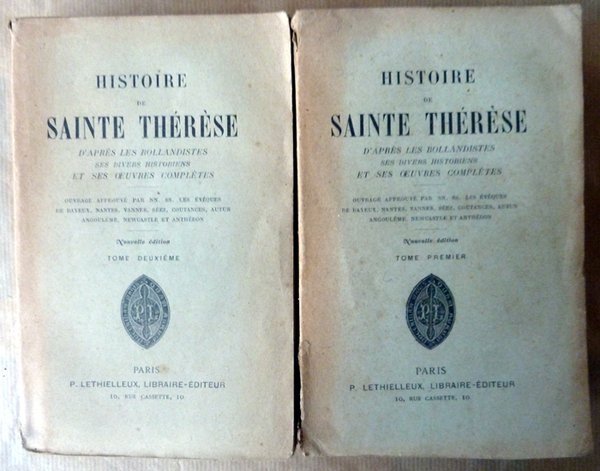 HISTOIRE
DE
SAINTE THÉRÈSE
D'APRÈS LES BOLLANDISTES
SES DIVERS HISTORIENS
ET SES ŒUVRES COMPLÈTES
OUVRAGE APPROUVÉ PAR NN. SS. LES ÉVÊQUES
DE BAYEUX, NANTES, VANNES, SÉES, COUTANCES, AUTUN
ANGOULÊME, NEWCASTLE ET ANTHÉDON
Nouvelle édition
TOME DEUXIÈME
P.L.
PARIS
P. LETHIELLEUX, LIBRAIRE-ÉDITEUR
10, RUE CASSETTE, 10
HISTOIRE
DE
SAINTE THÉRÈSE
D'APRÈS LES BOLLANDISTES
SES DIVERS HISTORIENS
ET SES ŒUVRES COMPLÈTES
OUVRAGE APPROUVÉ PAR NN. SS. LES ÉVÊQUES
DE BAYEUX, NANTES, VANNES, SÉES, COUTANCES, AUTUN
ANGOULÊME, NEWCASTLE ET ANTHÉDON
Nouvelle édition
TOME PREMIER
P.L.
PARIS
P. LETHIELLEUX, LIBRAIRE-ÉDITEUR
10, RUE CASSETTE, 10